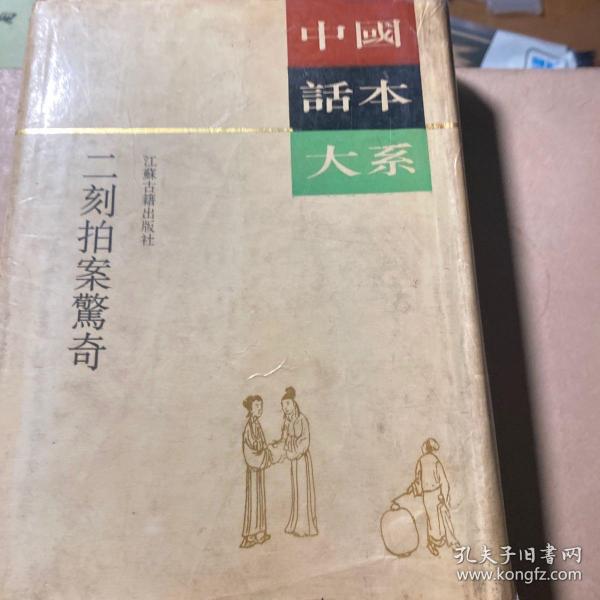 中國
話本
大系
江蘇古籍出版社
二刻拍案驚奇
孔夫子旧书网
www.kongfz.com